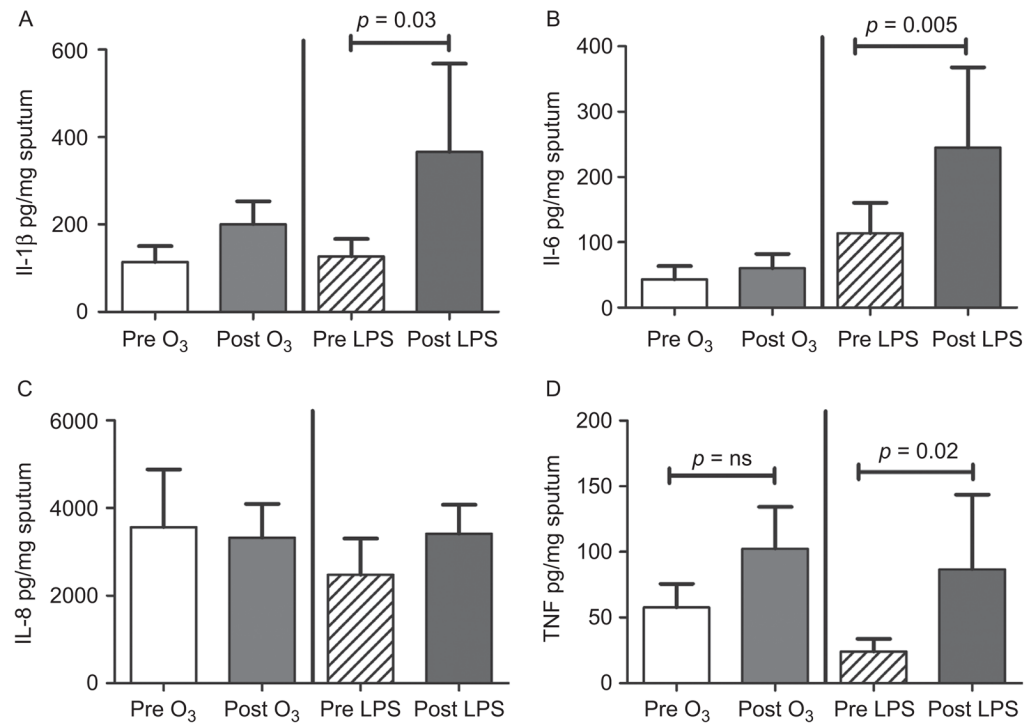 A
p = 0.03
600
400
200
0
Il-1β pg/mg sputum
Pre O₃
Post O₃
Pre LPS
Post LPS
B
p = 0.005
400
300
200
100
0
Il-6 pg/mg sputum
Pre O₃
Post O₃
Pre LPS
Post LPS
C
6000
4000
2000
0
IL-8 pg/mg sputum
Pre O₃
Post O₃
Pre LPS
Post LPS
D
p = ns
p = 0.02
200
150
100
50
0
TNF pg/mg sputum
Pre O₃
Post O₃
Pre LPS
Post LPS